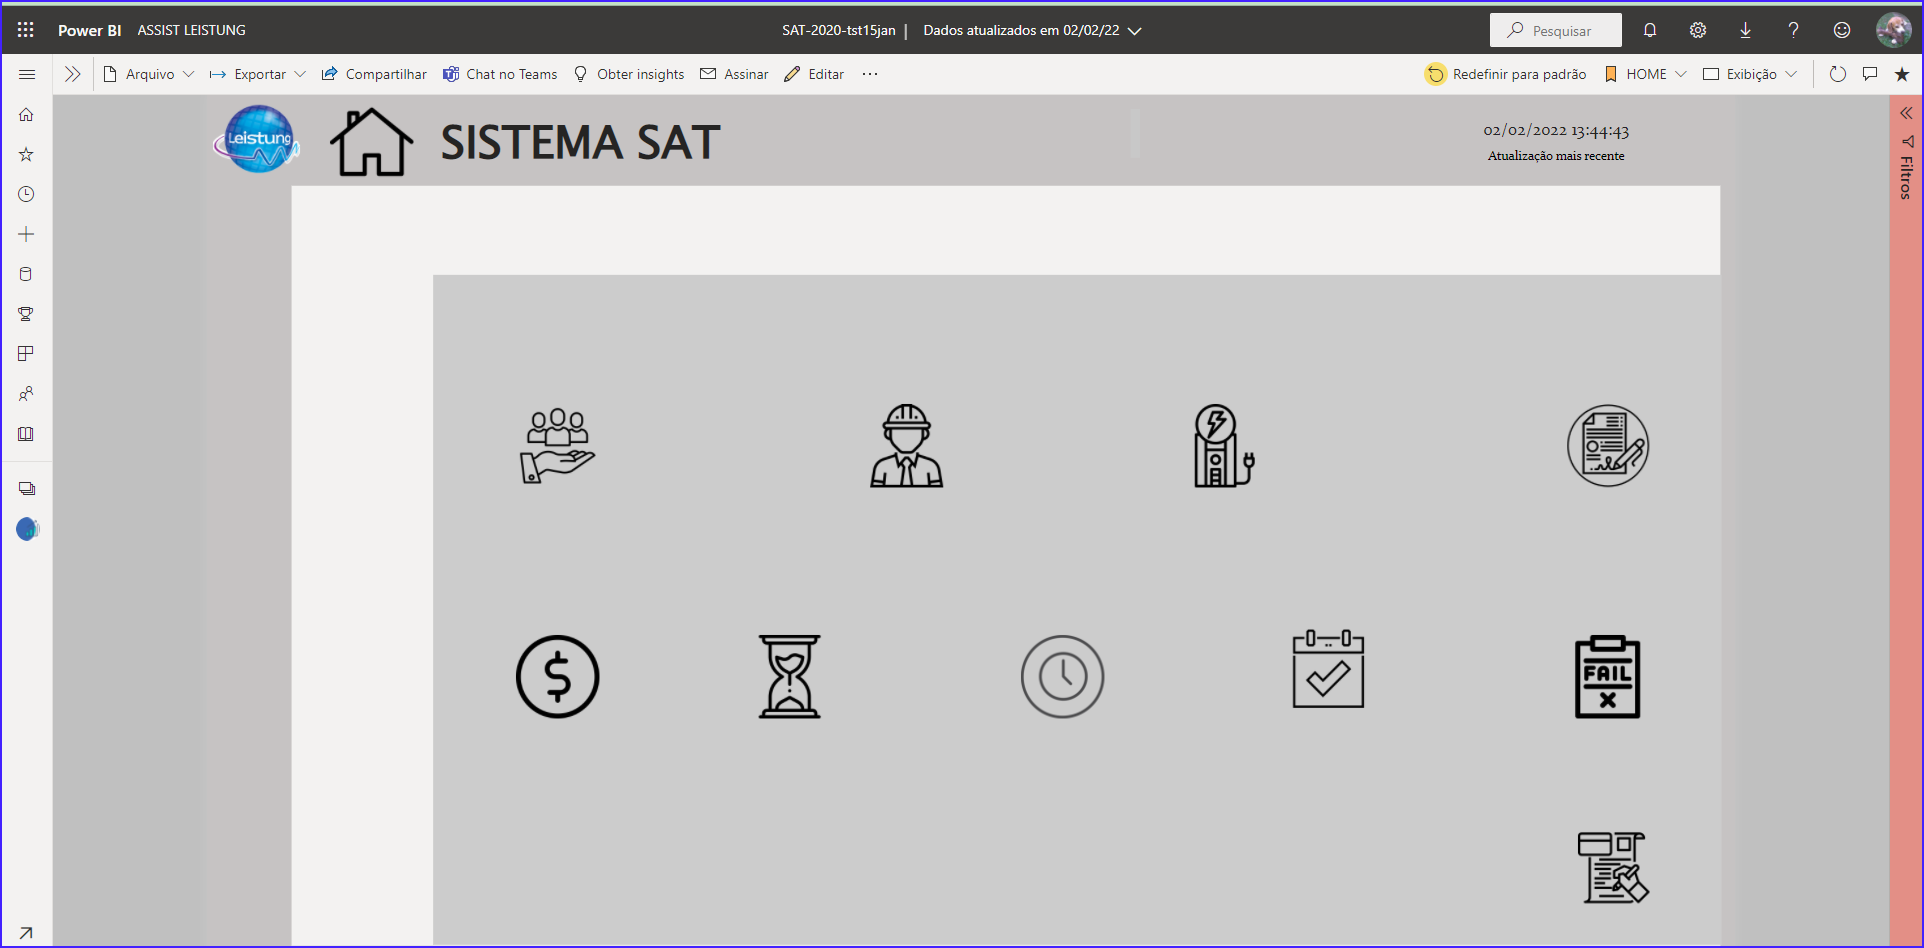 Power BI ASSIST LEISTUNG SAT-2020-tst15jan | Dados atualizados em 02/02/22 Pesquisar ?
Arquivo Exportar Compartilhar Chat no Teams Obter insights Assinar Editar ... Redefinir para padrão HOME Exibição
Leistung SISTEMA SAT
02/02/2022 13:44:43
Atualização mais recente
Filtros
$
FAIL
X